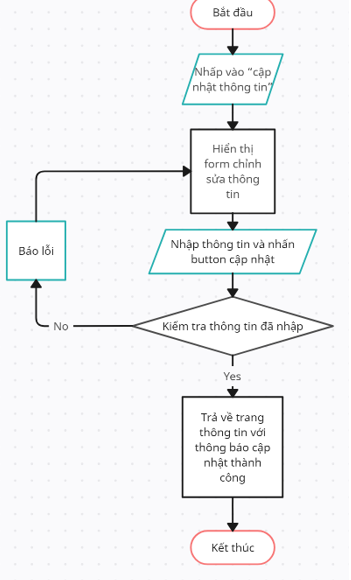 Bắt đầu
Nhấp vào “cập
nhật thông tin”
Hiển thị
form chỉnh
sửa thông
tin
Báo lỗi
Nhập thông tin và nhấn
button cập nhật
No
Kiểm tra thông tin đã nhập
Yes
Trả về trang
thông tin với
thông báo cập
nhật thành
công
Kết thúc